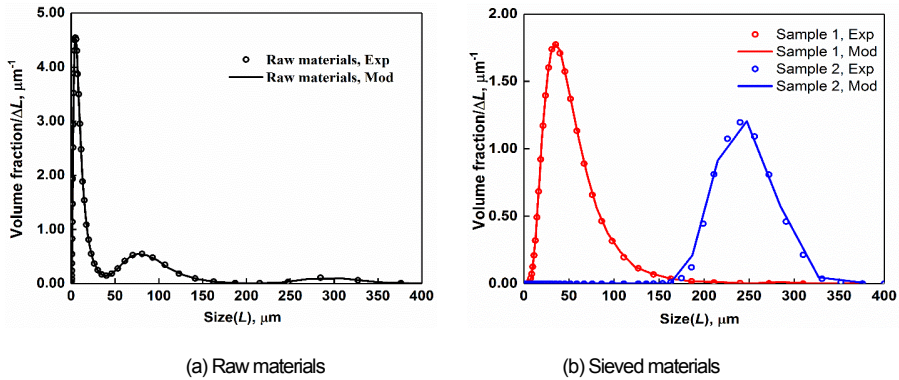 (a)
5.00
4.00
3.00
2.00
1.00
0.00
Volume fraction/ΔL, μm⁻¹
Raw materials, Exp
Raw materials, Mod
0 50 100 150 200 250 300 350 400
Size(L), μm
(a) Raw materials
(b)
2.00
1.50
1.00
0.50
0.00
Volume fraction/ΔL, μm⁻¹
Sample 1, Exp
Sample 1, Mod
Sample 2, Exp
Sample 2, Mod
0 50 100 150 200 250 300 350 400
Size(L), μm
(b) Sieved materials